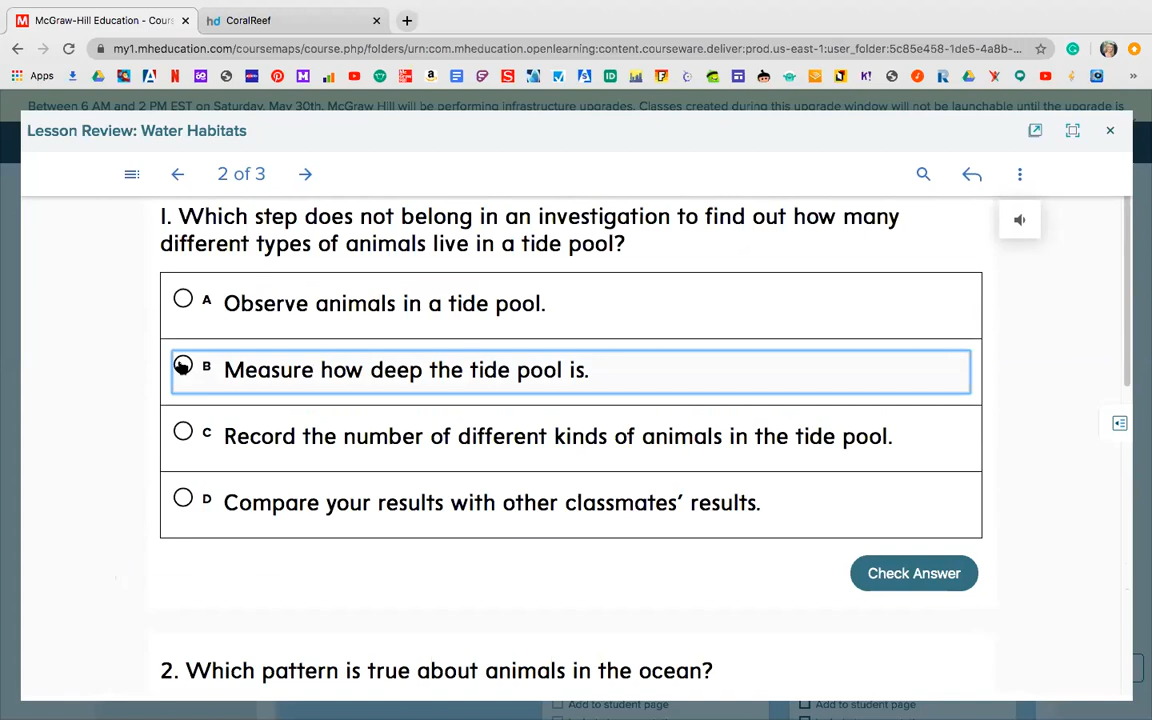 McGraw-Hill Education - Cours
hd CoralReef
my1.mheducation.com/coursemaps/course.php/folders/urn:com.mheducation.openlearning:content.courseware.deliver:prod.us-east-1:user_folder:5c85e458-1de5-4a8b-...
Apps
Between 6 AM and 2 PM EST on Saturday, May 30th, McGraw Hill will be performing infrastructure upgrades. Classes created during this upgrade window will not be launchable until the upgrade is
Lesson Review: Water Habitats
2 of 3
1. Which step does not belong in an investigation to find out how many
different types of animals live in a tide pool?
A Observe animals in a tide pool.
B Measure how deep the tide pool is.
C Record the number of different kinds of animals in the tide pool.
D Compare your results with other classmates' results.
Check Answer
2. Which pattern is true about animals in the ocean?
Add to student page
Add to student page